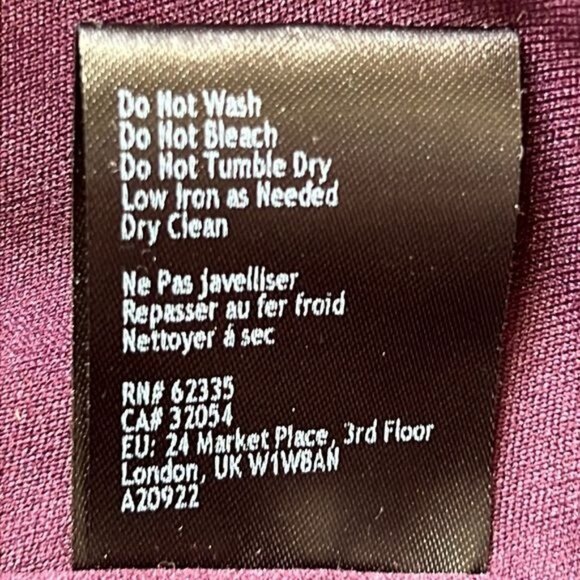 Do Not Wash
Do Not Bleach
Do Not Tumble Dry
Low Iron as Needed
Dry Clean
Ne Pas javelliser
Repasser au fer froid
Nettoyer á sec
RN# 62335
CA# 32054
EU: 24 Market Place, 3rd Floor
London, UK W1W8AN
A20922